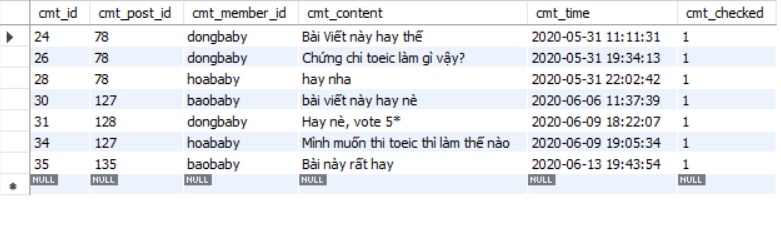 cmt_id cmt_post_id cmt_member_id cmt_content cmt_time cmt_checked
24 78 dongbaby Bài Viết này hay thế 2020-05-31 11:11:31 1
26 78 dongbaby Chứng chi toeic làm gì vậy? 2020-05-31 19:34:13 1
28 78 hoababy hay nha 2020-05-31 22:02:42 1
30 127 baobaby bài viết này hay nè 2020-06-06 11:37:39 1
31 128 dongbaby Hay nè, vote 5* 2020-06-09 18:22:07 1
34 127 hoababy Mình muốn thi toeic thì làm thế nào 2020-06-09 19:05:34 1
35 135 baobaby Bài này rất hay 2020-06-13 19:43:54 1
NULL NULL NULL NULL NULL NULL